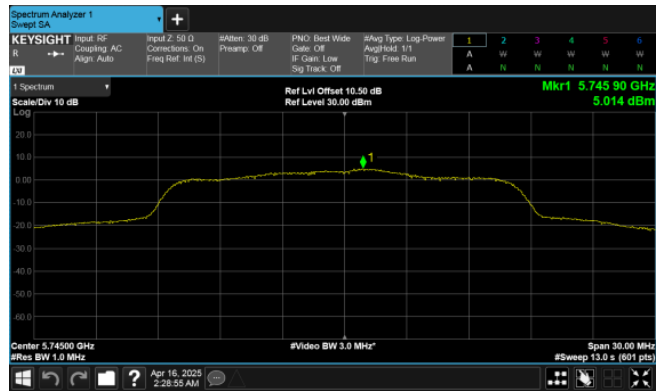 Spectrum Analyzer 1
Swept SA
KEYSIGHT Input: RF Input Z: 50 Ω #Atten: 30 dB PNO: Best Wide #Avg Type: Log-Power 1 2 3 4 5 6
R Coupling: AC Corrections: On Preamp: Off Gate: Off Avg|Hold: 1/1 A W W W W W
Align: Auto Freq Ref: Int (S) IF Gain: Low Trig: Free Run
Sig Track: Off A N N N N N
LXI
1 Spectrum Ref Lvl Offset 10.50 dB Mkr1 5.745 90 GHz
Scale/Div 10 dB Ref Level 30.00 dBm 5.014 dBm
Log
20.0
10.0
1
0.00
-10.0
-20.0
-30.0
-40.0
-50.0
-60.0
Center 5.74500 GHz #Video BW 3.0 MHz* Span 30.00 MHz
#Res BW 1.0 MHz #Sweep 13.0 s (601 pts)
? Apr 16, 2025
2:28:55 AM